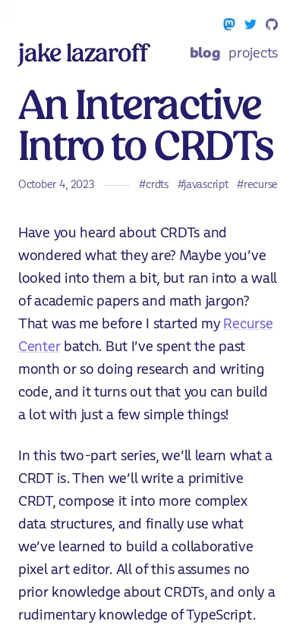 jake lazaroff
blog projects
An Interactive
Intro to CRDTs
October 4, 2023 #crdts #javascript #recurse
Have you heard about CRDTs and
wondered what they are? Maybe you’ve
looked into them a bit, but ran into a wall
of academic papers and math jargon?
That was me before I started my Recurse
Center batch. But I’ve spent the past
month or so doing research and writing
code, and it turns out that you can build
a lot with just a few simple things!
In this two-part series, we’ll learn what a
CRDT is. Then we’ll write a primitive
CRDT, compose it into more complex
data structures, and finally use what
we’ve learned to build a collaborative
pixel art editor. All of this assumes no
prior knowledge about CRDTs, and only a
rudimentary knowledge of TypeScript.